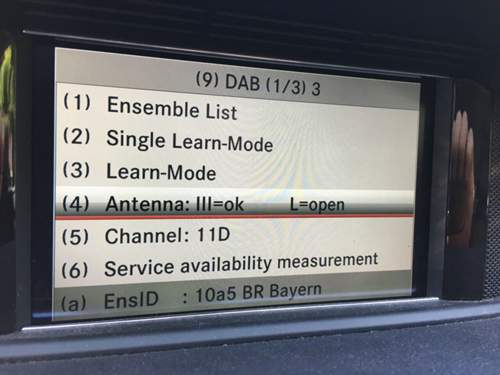 (9) DAB (1/3) 3
(1) Ensemble List
(2) Single Learn-Mode
(3) Learn-Mode
(4) Antenna: III=ok L=open
(5) Channel: 11D
(6) Service availability measurement
(a) EnsID : 10a5 BR Bayern